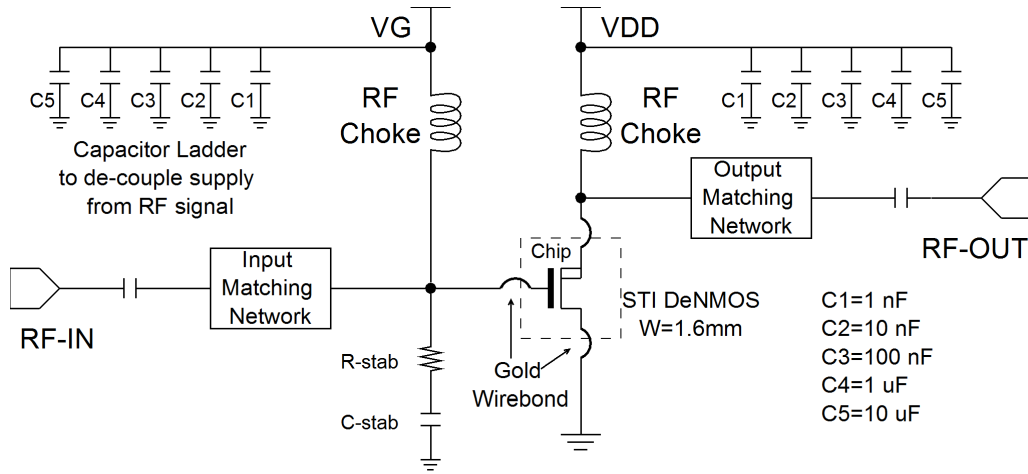 VG
VDD
C5 C4 C3 C2 C1
C1 C2 C3 C4 C5
RF
Choke
RF
Choke
Capacitor Ladder
to de-couple supply
from RF signal
Output
Matching
Network
RF-OUT
Chip
Input
Matching
Network
RF-IN
STI DeNMOS
W=1.6mm
R-stab
C-stab
Gold
Wirebond
C1=1 nF
C2=10 nF
C3=100 nF
C4=1 uF
C5=10 uF